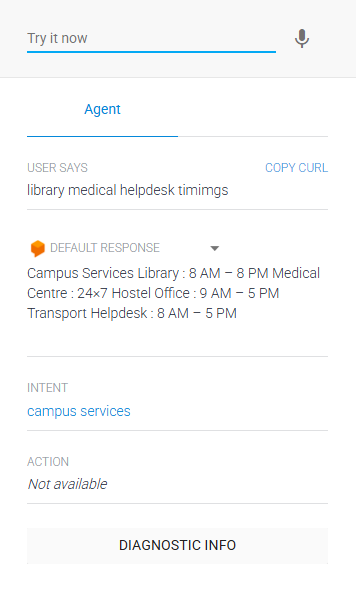 Try it now
Agent
USER SAYS COPY CURL
library medical helpdesk timimgs
DEFAULT RESPONSE
Campus Services Library : 8 AM – 8 PM Medical
Centre : 24×7 Hostel Office : 9 AM – 5 PM
Transport Helpdesk : 8 AM – 5 PM
INTENT
campus services
ACTION
Not available
DIAGNOSTIC INFO